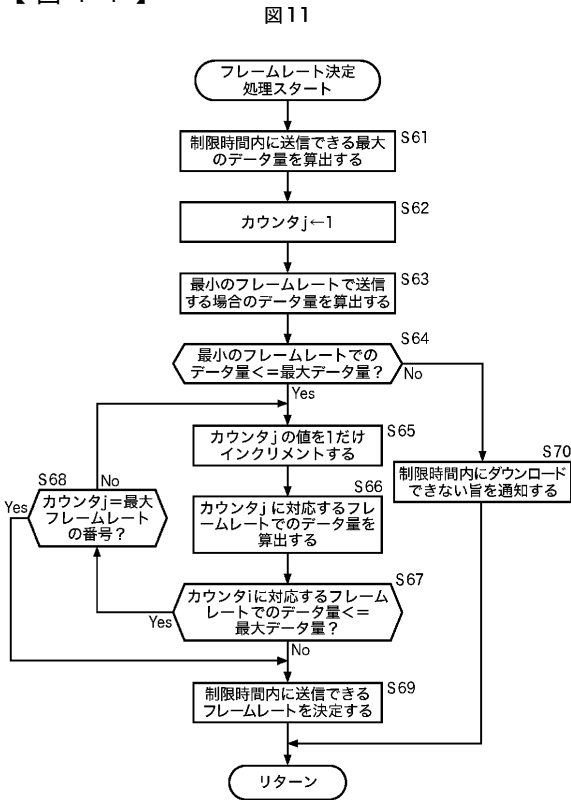 図11
フレームレート決定
処理スタート
制限時間内に送信できる最大
のデータ量を算出する
S61
カウンタj←1
S62
最小のフレームレートで送信
する場合のデータ量を算出する
S63
最小のフレームレートでの
データ量<=最大データ量?
S64
No
Yes
カウンタjの値を1だけ
インクリメントする
S65
S70
制限時間内にダウンロード
できない旨を通知する
S68
No
Yes
カウンタj=最大
フレームレート
の番号?
S66
カウンタjに対応するフレ
ームレートでのデータ量を
算出する
S67
カウンタiに対応するフレーム
レートでのデータ量<=
最大データ量?
Yes
No
制限時間内に送信できる
フレームレートを決定する
S69
リターン